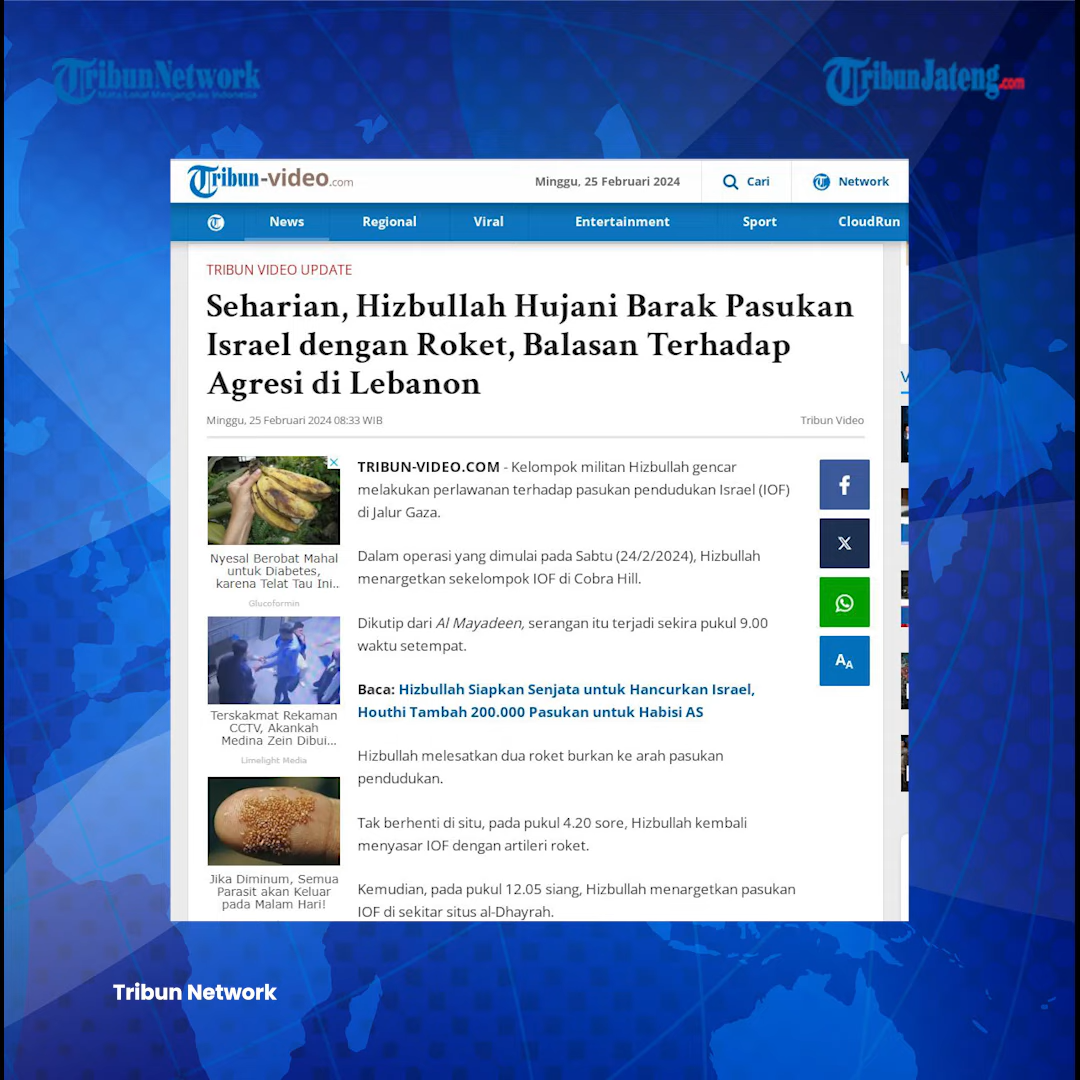 TribunNetwork
Mata Lokal Menjangkau Indonesia
TribunJateng.com
Tribun-video.com
Minggu, 25 Februari 2024
Cari
Network
News
Regional
Viral
Entertainment
Sport
CloudRun
TRIBUN VIDEO UPDATE
Seharian, Hizbullah Hujani Barak Pasukan
Israel dengan Roket, Balasan Terhadap
Agresi di Lebanon
Minggu, 25 Februari 2024 08:33 WIB
Tribun Video
Nyesal Berobat Mahal
untuk Diabetes,
karena Telat Tau Ini..
Glucoformin
Terskakmat Rekaman
CCTV, Akankah
Medina Zein Dibui...
Limelight Media
Jika Diminum, Semua
Parasit akan Keluar
pada Malam Hari!
TRIBUN-VIDEO.COM - Kelompok militan Hizbullah gencar
melakukan perlawanan terhadap pasukan pendudukan Israel (IOF)
di Jalur Gaza.
Dalam operasi yang dimulai pada Sabtu (24/2/2024), Hizbullah
menargetkan sekelompok IOF di Cobra Hill.
Dikutip dari Al Mayadeen, serangan itu terjadi sekira pukul 9.00
waktu setempat.
Baca: Hizbullah Siapkan Senjata untuk Hancurkan Israel,
Houthi Tambah 200.000 Pasukan untuk Habisi AS
Hizbullah melesatkan dua roket burkan ke arah pasukan
pendudukan.
Tak berhenti di situ, pada pukul 4.20 sore, Hizbullah kembali
menyasar IOF dengan artileri roket.
Kemudian, pada pukul 12.05 siang, Hizbullah menargetkan pasukan
IOF di sekitar situs al-Dhayrah.
AA
Tribun Network